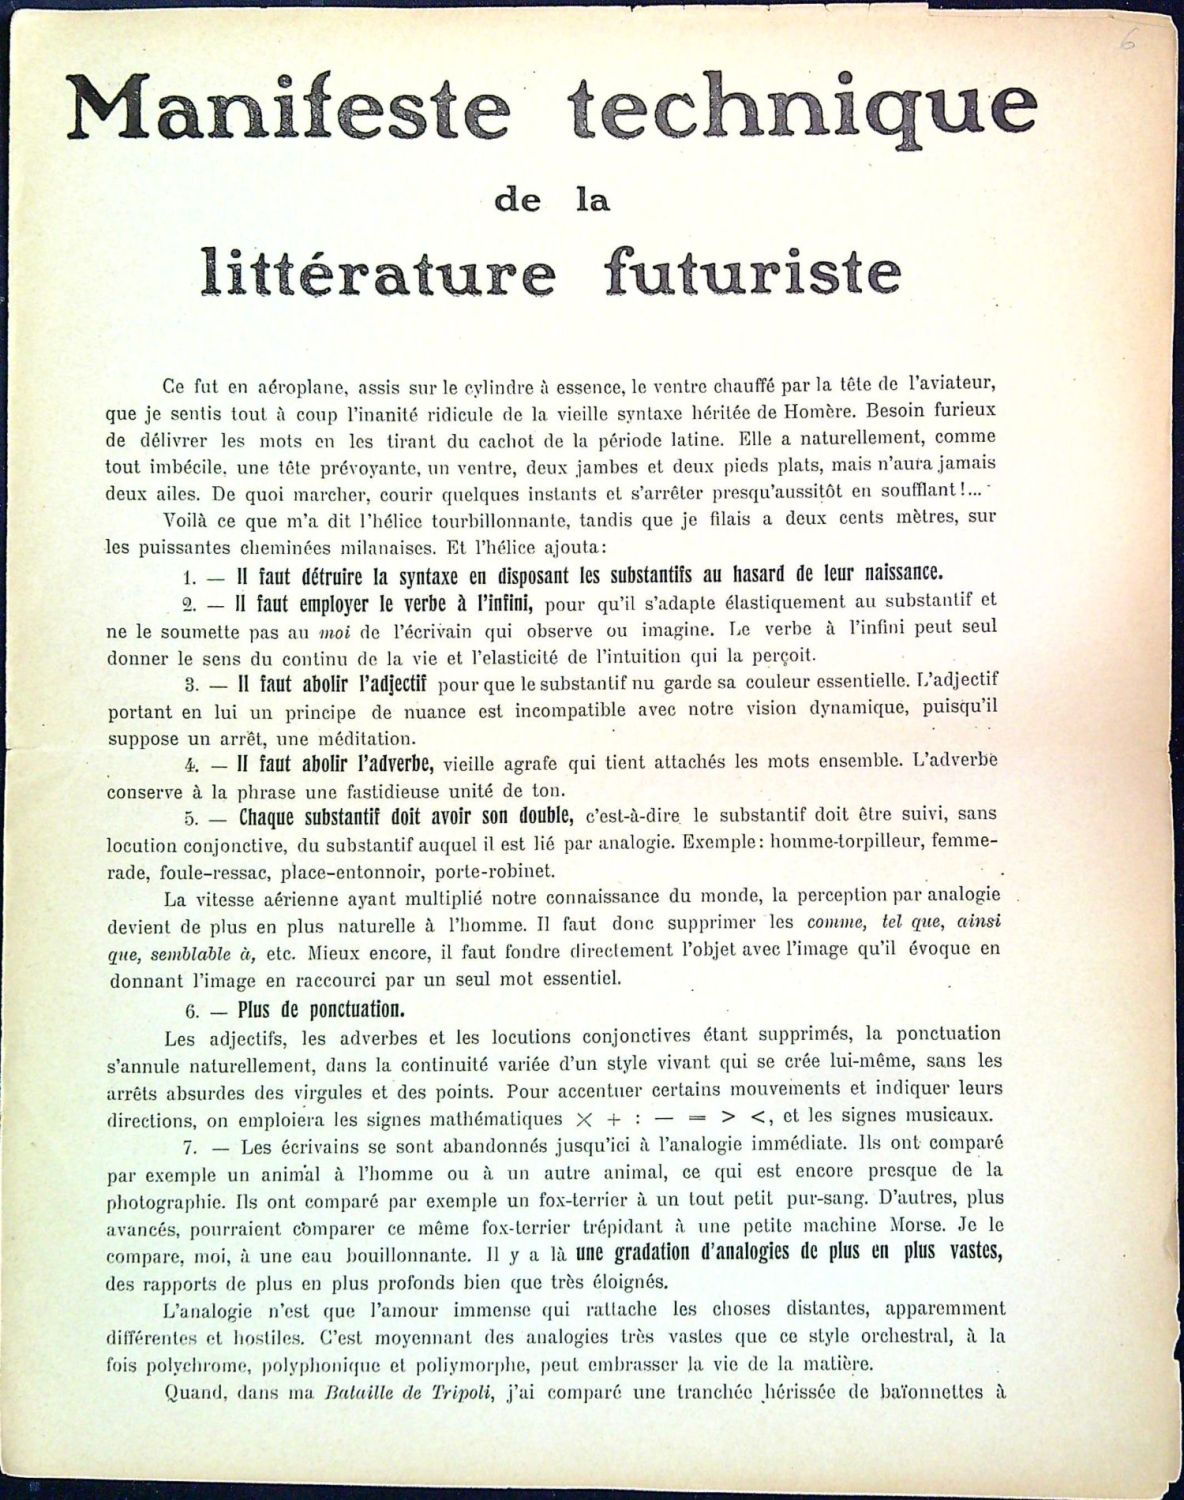 6
Manifeste technique
de la
littérature futuriste
Ce fut en aéroplane, assis sur le cylindre à essence, le ventre chauffé par la tête de l'aviateur,
que je sentis tout à coup l'inanité ridicule de la vieille syntaxe héritée de Homère. Besoin furieux
de délivrer les mots en les tirant du cachot de la période latine. Elle a naturellement, comme
tout imbécile, une tête prévoyante, un ventre, deux jambes et deux pieds plats, mais n'aura jamais
deux ailes. De quoi marcher, courir quelques instants et s'arrêter presqu'aussitôt en soufflant!...
Voilà ce que m'a dit l'hélice tourbillonnante, tandis que je filais a deux cents mètres, sur
les puissantes cheminées milanaises. Et l'hélice ajouta:
1. — Il faut détruire la syntaxe en disposant les substantifs au hasard de leur naissance.
2. — Il faut employer le verbe à l'infini, pour qu'il s'adapte élastiquement au substantif et
ne le soumette pas au moi de l'écrivain qui observe ou imagine. Le verbe à l'infini peut seul
donner le sens du continu de la vie et l'elasticité de l'intuition qui la perçoit.
3. — Il faut abolir l'adjectif pour que le substantif nu garde sa couleur essentielle. L'adjectif
portant en lui un principe de nuance est incompatible avec notre vision dynamique, puisqu'il
suppose un arrêt, une méditation.
4. — Il faut abolir l'adverbe, vieille agrafe qui tient attachés les mots ensemble. L'adverbe
conserve à la phrase une fastidieuse unité de ton.
5. — Chaque substantif doit avoir son double, c'est-à-dire le substantif doit être suivi, sans
locution conjonctive, du substantif auquel il est lié par analogie. Exemple: homme-torpilleur, femme-
rade, foule-ressac, place-entonnoir, porte-robinet.
La vitesse aérienne ayant multiplié notre connaissance du monde, la perception par analogie
devient de plus en plus naturelle à l'homme. Il faut donc supprimer les comme, tel que, ainsi
que, semblable à, etc. Mieux encore, il faut fondre directement l'objet avec l'image qu'il évoque en
donnant l'image en raccourci par un seul mot essentiel.
6. — Plus de ponctuation.
Les adjectifs, les adverbes et les locutions conjonctives étant supprimés, la ponctuation
s'annule naturellement, dans la continuité variée d'un style vivant qui se crée lui-même, sans les
arrêts absurdes des virgules et des points. Pour accentuer certains mouvements et indiquer leurs
directions, on emploiera les signes mathématiques × + : — = > <, et les signes musicaux.
7. — Les écrivains se sont abandonnés jusqu'ici à l'analogie immédiate. Ils ont comparé
par exemple un animal à l'homme ou à un autre animal, ce qui est encore presque de la
photographie. Ils ont comparé par exemple un fox-terrier à un tout petit pur-sang. D'autres, plus
avancés, pourraient comparer ce même fox-terrier trépidant à une petite machine Morse. Je le
compare, moi, à une eau bouillonnante. Il y a là une gradation d'analogies de plus en plus vastes,
des rapports de plus en plus profonds bien que très éloignés.
L'analogie n'est que l'amour immense qui rattache les choses distantes, apparemment
différentes et hostiles. C'est moyennant des analogies très vastes que ce style orchestral, à la
fois polychrome, polyphonique et poliymorphe, peut embrasser la vie de la matière.
Quand, dans ma Bataille de Tripoli, j'ai comparé une tranchée hérissée de baïonnettes à